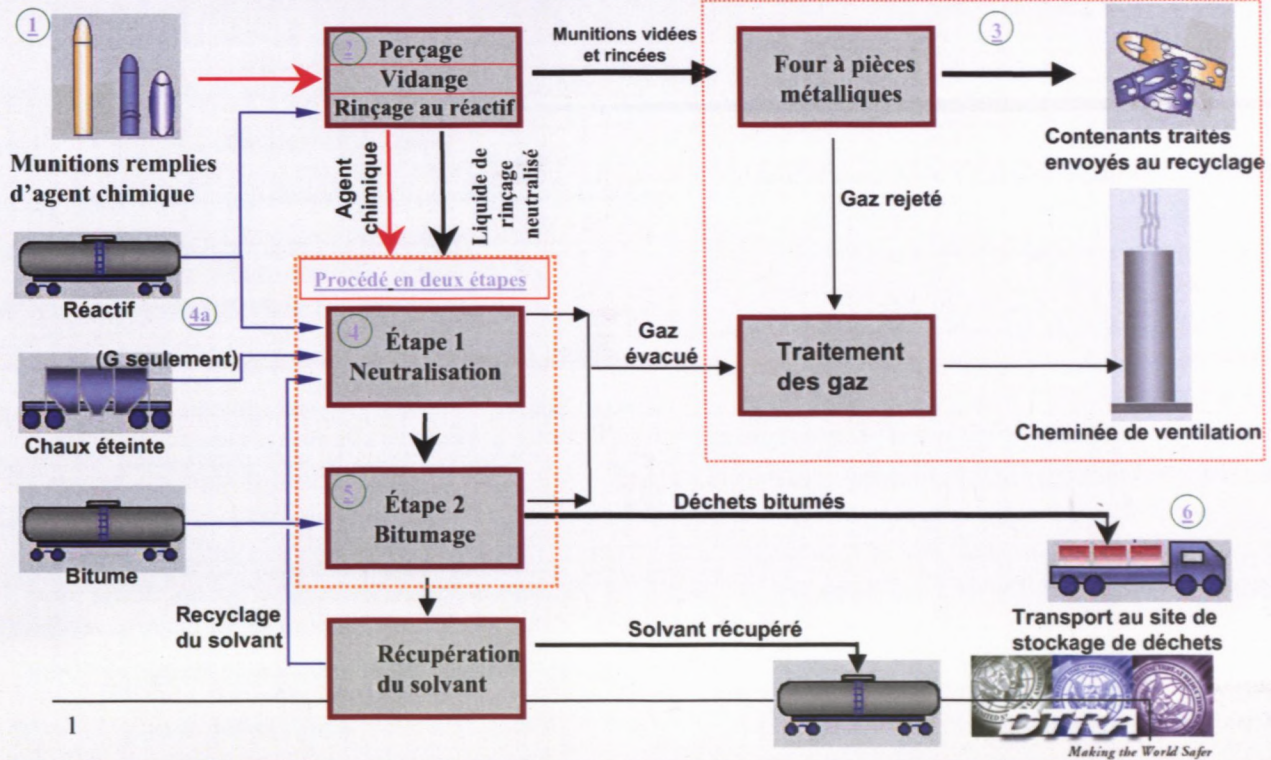 1
Munitions remplies
d'agent chimique
2
Perçage
Vidange
Rinçage au réactif
Munitions vidées
et rincées
Four à pièces
métalliques
3
Contenants traités
envoyés au recyclage
Agent
chimique
Liquide de
rinçage
neutralisé
Gaz rejeté
Réactif
4a
(G seulement)
Chaux éteinte
Procédé en deux étapes
4
Étape 1
Neutralisation
Gaz
évacué
Traitement
des gaz
Cheminée de ventilation
Bitume
5
Étape 2
Bitumage
Déchets bitumés
6
Transport au site de
stockage de déchets
Recyclage
du solvant
Récupération
du solvant
Solvant récupéré
1
DTRA
Making the World Safer